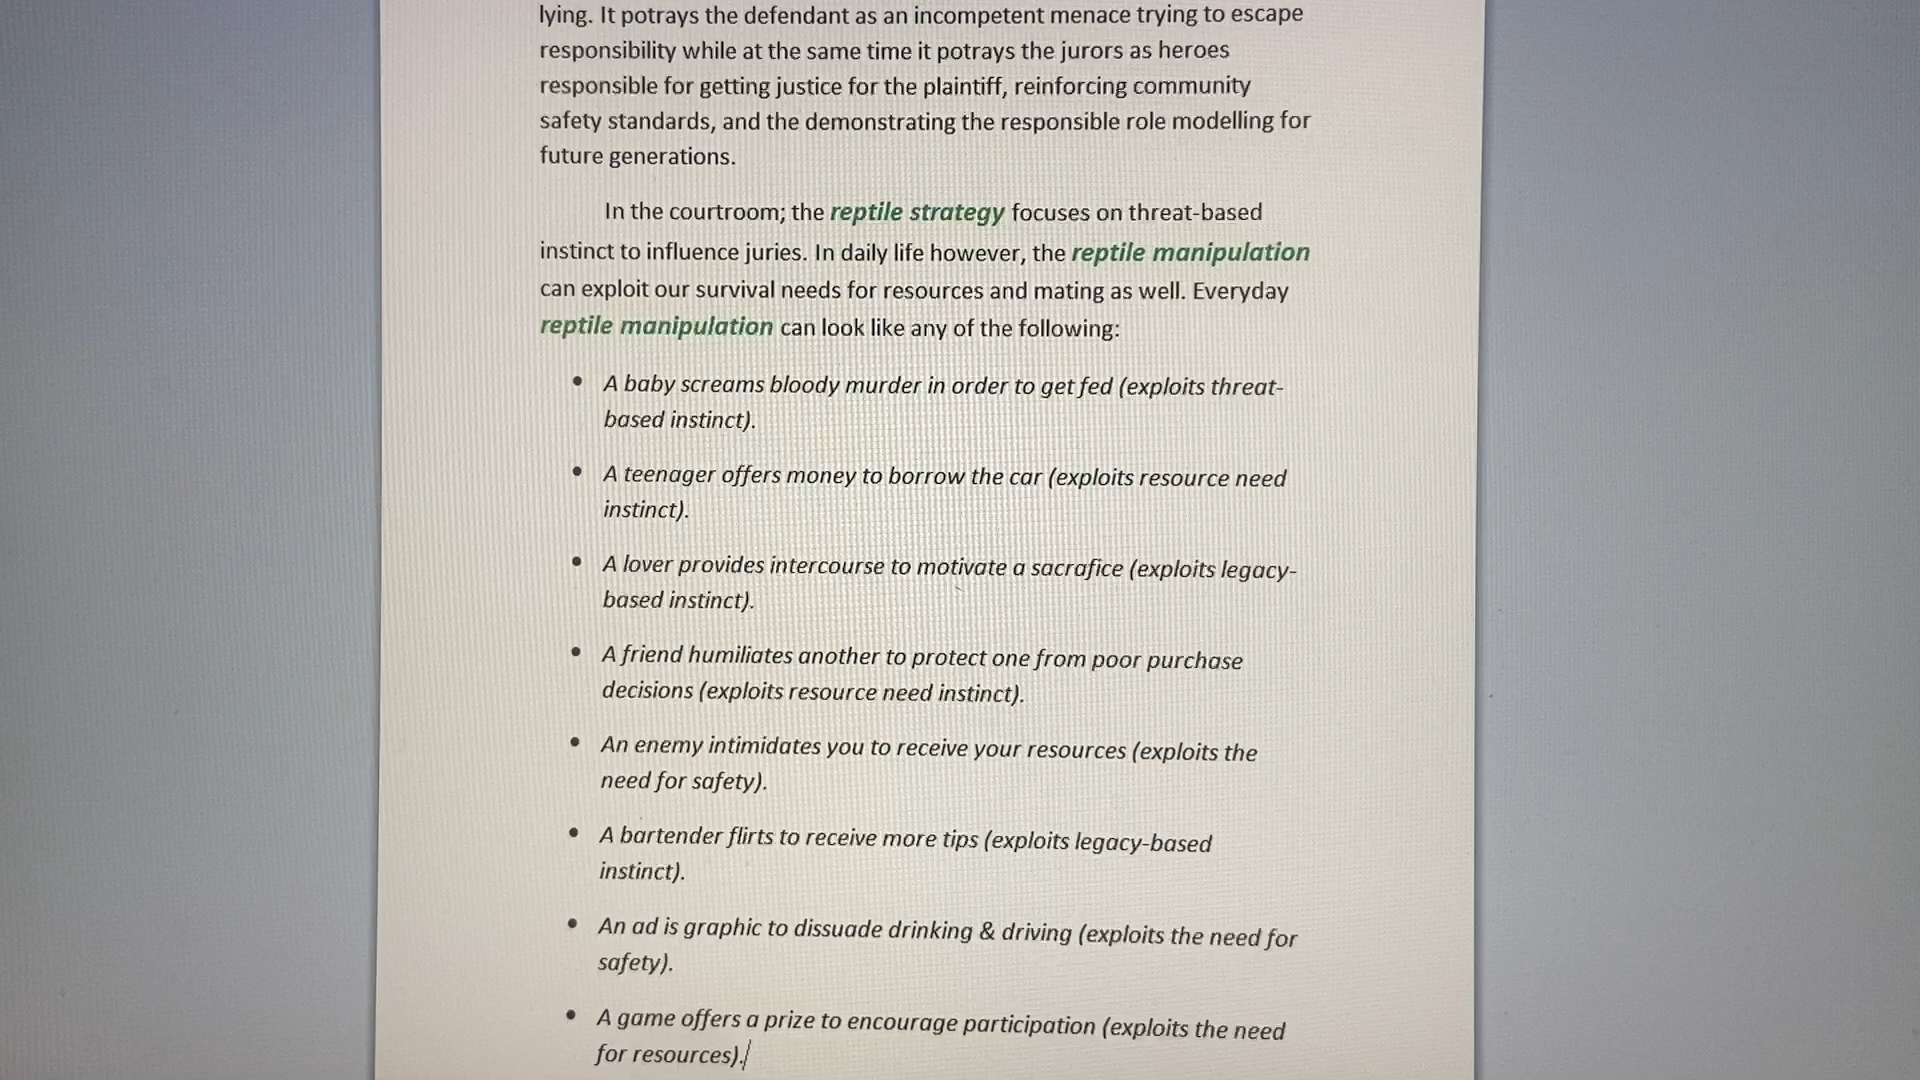 lying. It potrays the defendant as an incompetent menace trying to escape
responsibility while at the same time it potrays the jurors as heroes
responsible for getting justice for the plaintiff, reinforcing community
safety standards, and the demonstrating the responsible role modelling for
future generations.
In the courtroom; the reptile strategy focuses on threat-based
instinct to influence juries. In daily life however, the reptile manipulation
can exploit our survival needs for resources and mating as well. Everyday
reptile manipulation can look like any of the following:
• A baby screams bloody murder in order to get fed (exploits threat-
based instinct).
• A teenager offers money to borrow the car (exploits resource need
instinct).
• A lover provides intercourse to motivate a sacrafice (exploits legacy-
based instinct).
• A friend humiliates another to protect one from poor purchase
decisions (exploits resource need instinct).
• An enemy intimidates you to receive your resources (exploits the
need for safety).
• A bartender flirts to receive more tips (exploits legacy-based
instinct).
• An ad is graphic to dissuade drinking & driving (exploits the need for
safety).
• A game offers a prize to encourage participation (exploits the need
for resources).